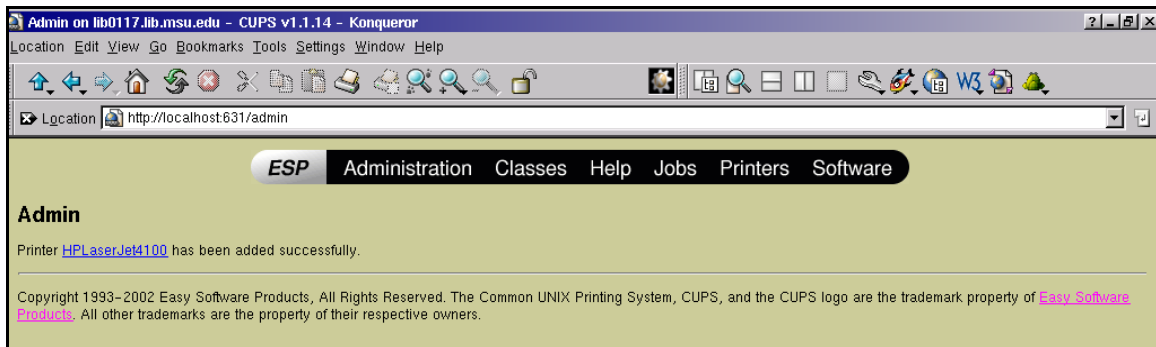 Admin on lib0117.lib.msu.edu - CUPS v1.1.14 - Konqueror
Location Edit View Go Bookmarks Tools Settings Window Help
Location http://localhost:631/admin
ESP Administration Classes Help Jobs Printers Software
Admin
Printer HPLaserJet4100 has been added successfully.
Copyright 1993-2002 Easy Software Products, All Rights Reserved. The Common UNIX Printing System, CUPS, and the CUPS logo are the trademark property of Easy Software
Products. All other trademarks are the property of their respective owners.